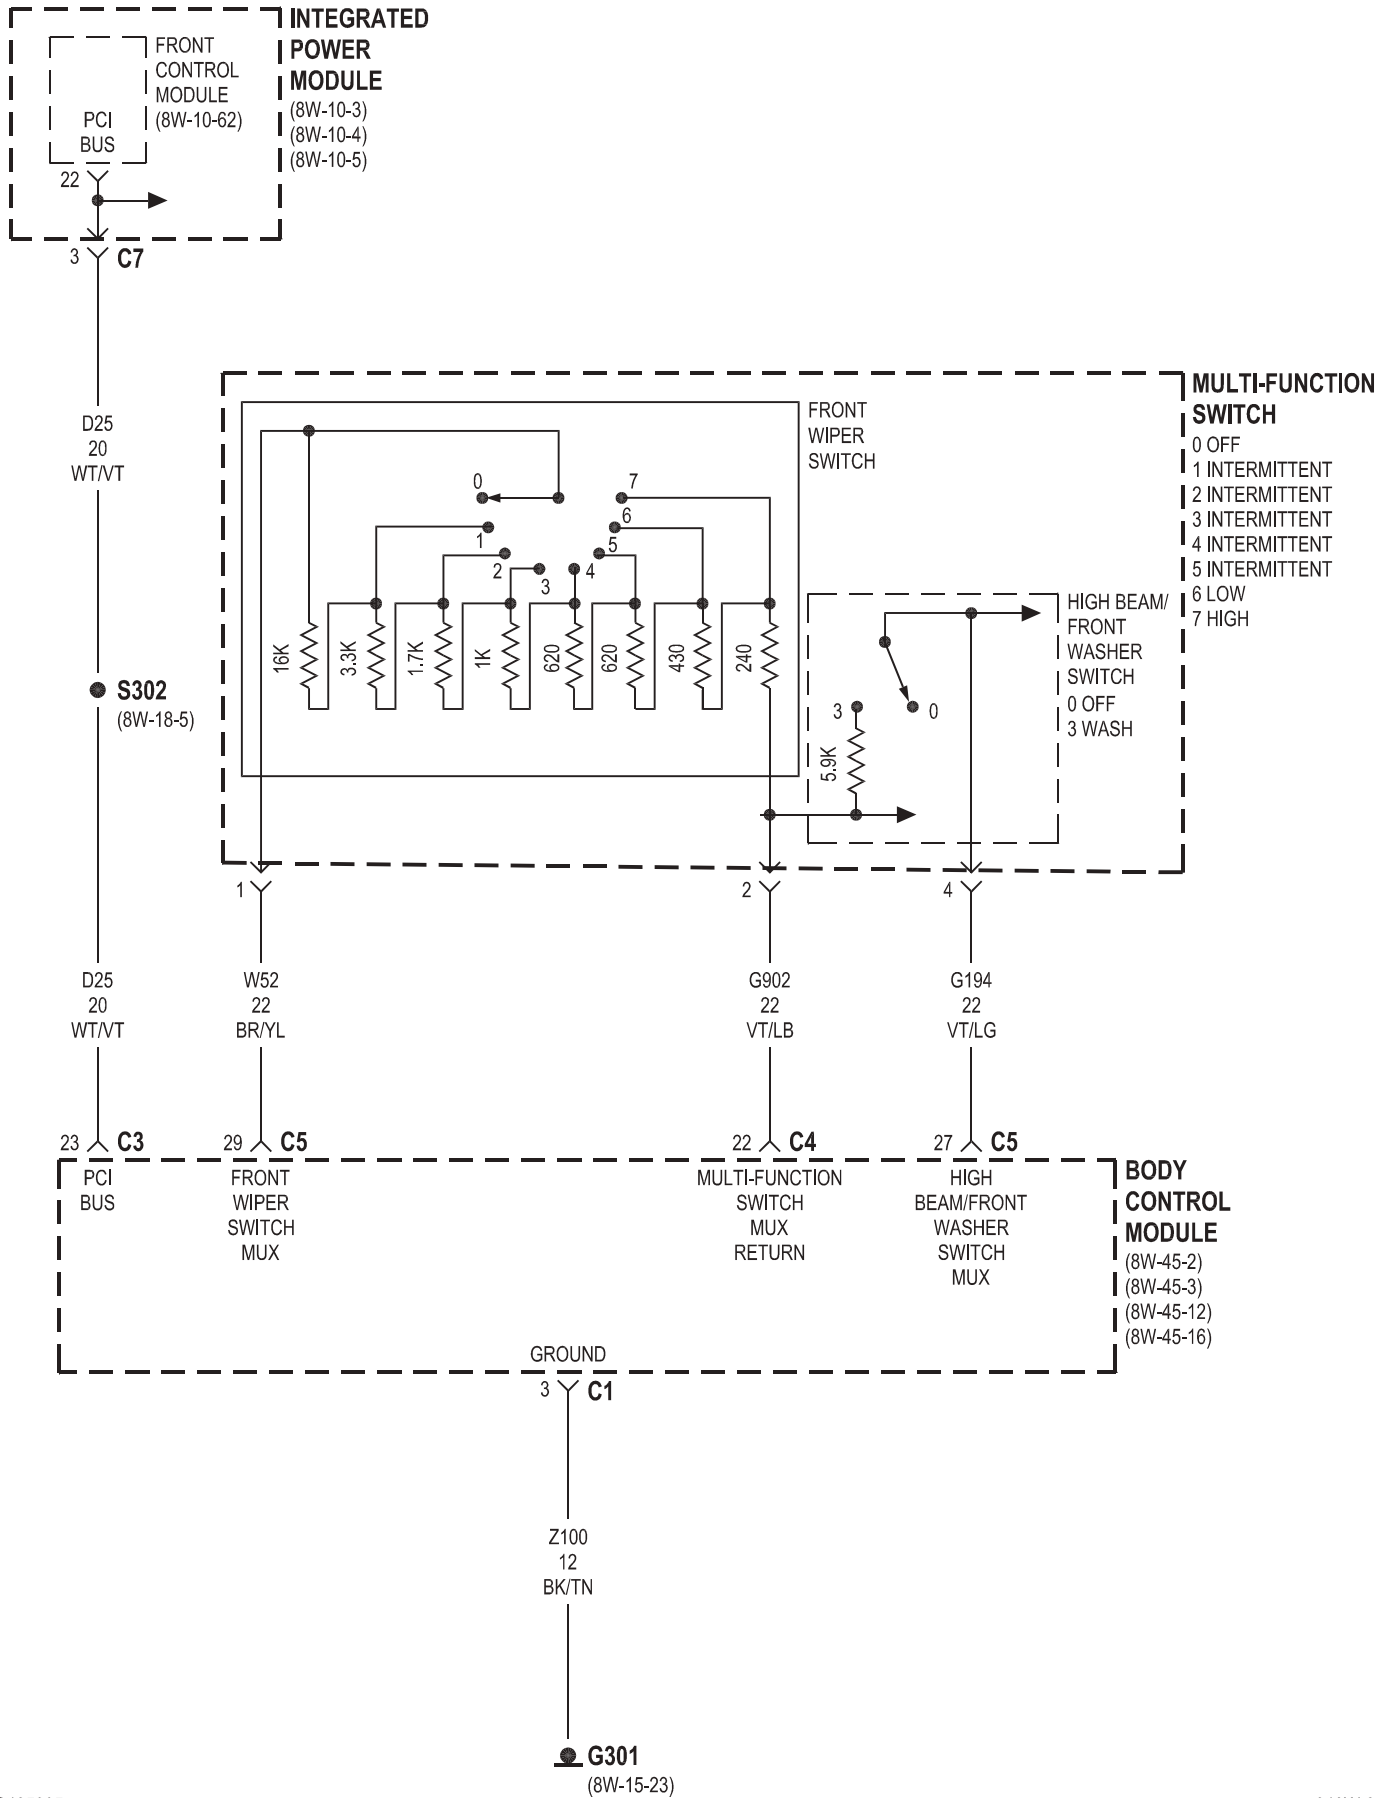 INTEGRATED
POWER
MODULE
(8W-10-3)
(8W-10-4)
(8W-10-5)
FRONT
CONTROL
MODULE
(8W-10-62)
PCI
BUS
22
3
C7
D25
20
WT/VT
S302
(8W-18-5)
MULTI-FUNCTION
SWITCH
0 OFF
1 INTERMITTENT
2 INTERMITTENT
3 INTERMITTENT
4 INTERMITTENT
5 INTERMITTENT
6 LOW
7 HIGH
FRONT
WIPER
SWITCH
0
7
6
1
5
2
4
3
16K
3.3K
1.7K
1K
620
620
430
240
HIGH BEAM/
FRONT
WASHER
SWITCH
0 OFF
3 WASH
3
0
5.9K
1
2
4
D25
20
WT/VT
W52
22
BR/YL
G902
22
VT/LB
G194
22
VT/LG
23
C3
29
C5
22
C4
27
C5
PCI
BUS
FRONT
WIPER
SWITCH
MUX
MULTI-FUNCTION
SWITCH
MUX
RETURN
HIGH
BEAM/FRONT
WASHER
SWITCH
MUX
BODY
CONTROL
MODULE
(8W-45-2)
(8W-45-3)
(8W-45-12)
(8W-45-16)
GROUND
3
C1
Z100
12
BK/TN
G301
(8W-15-23)